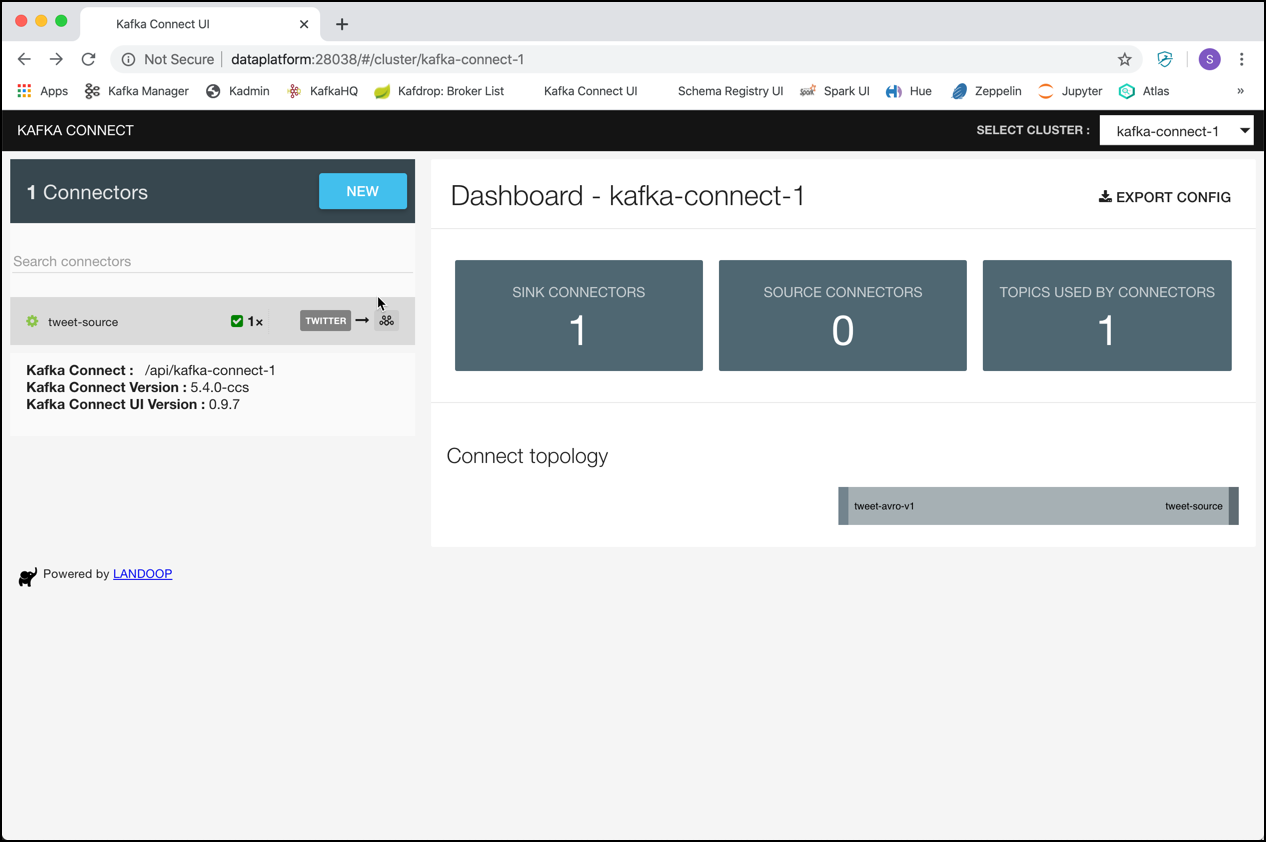 Kafka Connect UI
Not Secure dataplatform:28038/#/cluster/kafka-connect-1
S
Apps Kafka Manager Kadmin KafkaHQ Kafdrop: Broker List Kafka Connect UI Schema Registry UI Spark UI Hue Zeppelin Jupyter Atlas »
KAFKA CONNECT
SELECT CLUSTER : kafka-connect-1
1 Connectors
NEW
Search connectors
tweet-source 1× TWITTER
Kafka Connect : /api/kafka-connect-1
Kafka Connect Version : 5.4.0-ccs
Kafka Connect UI Version : 0.9.7
Powered by LANDOOP
Dashboard - kafka-connect-1
EXPORT CONFIG
SINK CONNECTORS
1
SOURCE CONNECTORS
0
TOPICS USED BY CONNECTORS
1
Connect topology
tweet-avro-v1 tweet-source